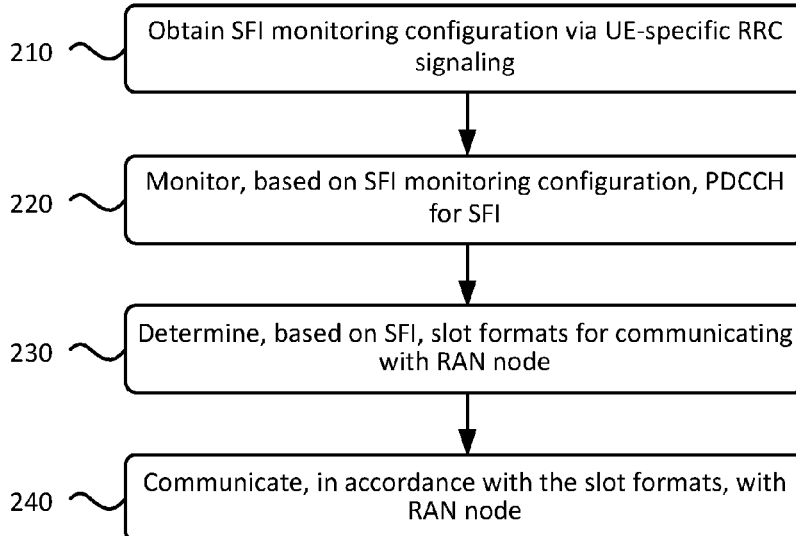 210
Obtain SFI monitoring configuration via UE-specific RRC
signaling
220
Monitor, based on SFI monitoring configuration, PDCCH
for SFI
230
Determine, based on SFI, slot formats for communicating
with RAN node
240
Communicate, in accordance with the slot formats, with
RAN node